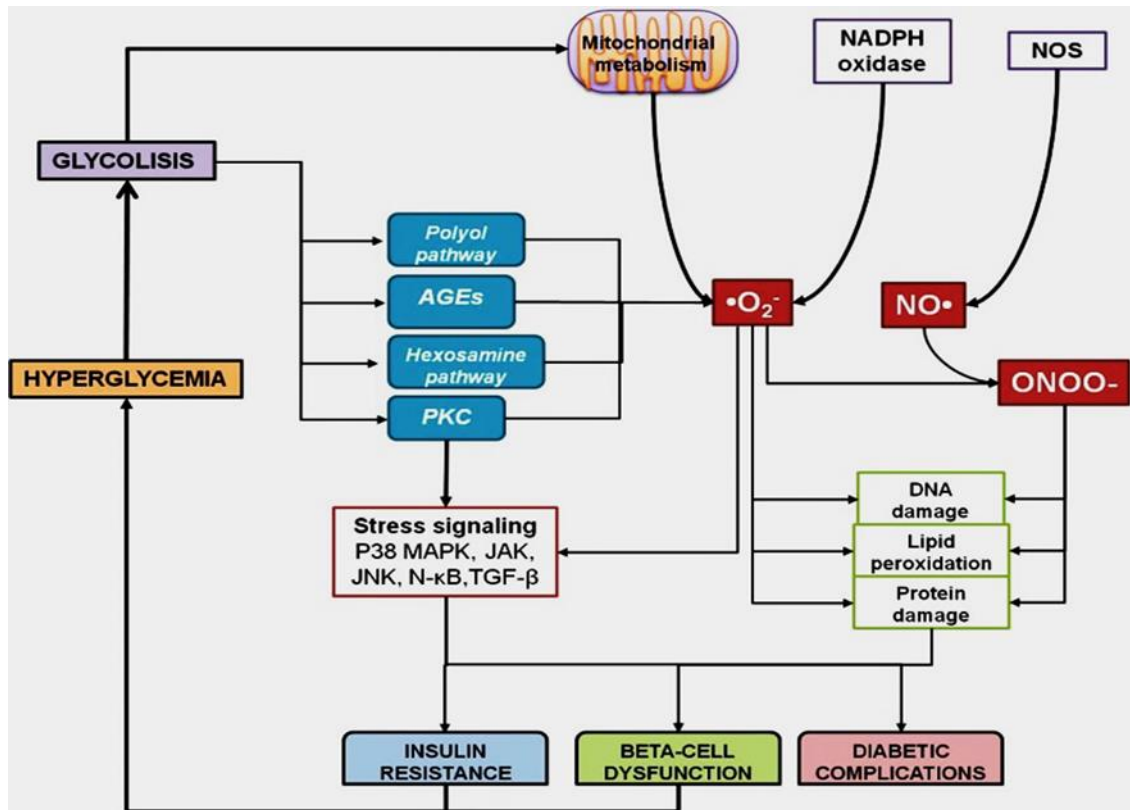 Mitochondrial
metabolism
NADPH
oxidase
NOS
GLYCOLISIS
Polyol
pathway
AGEs
Hexosamine
pathway
PKC
•O₂⁻
NO•
HYPERGLYCEMIA
ONOO-
Stress signaling
P38 MAPK, JAK,
JNK, N-κB,TGF-β
DNA
damage
Lipid
peroxidation
Protein
damage
INSULIN
RESISTANCE
BETA-CELL
DYSFUNCTION
DIABETIC
COMPLICATIONS